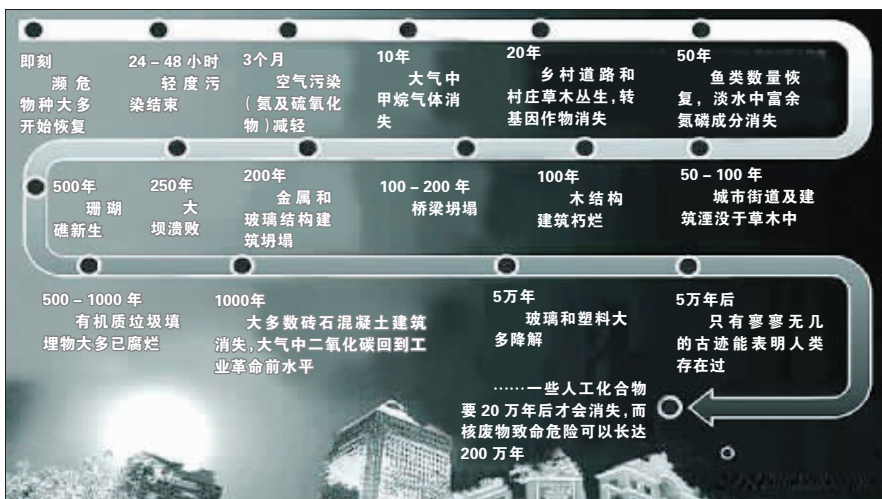 即刻
濒危
物种大多
开始恢复
24－48 小时
轻度污
染结束
3个月
空气污染
（氮及硫氧化
物）减轻
10年
大气中
甲烷气体消
失
20年
乡村道路和
村庄草木丛生，转
基因作物消失
50年
鱼类数量恢
复，淡水中富余
氮磷成分消失
50－100 年
城市街道及建
筑湮没于草木中
100年
木结构
建筑朽烂
100－200 年
桥梁坍塌
200年
金属和
玻璃结构建
筑坍塌
250年
大
坝溃败
500年
珊瑚
礁新生
500－1000 年
有机质垃圾填
埋物大多已腐烂
1000年
大多数砖石混凝土建筑
消失，大气中二氧化碳回到工
业革命前水平
5万年
玻璃和塑料大
多降解
5万年后
只有寥寥无几
的古迹能表明人类
存在过
……一些人工化合物
要 20 万年后才会消失，而
核废物致命危险可以长达
200 万年